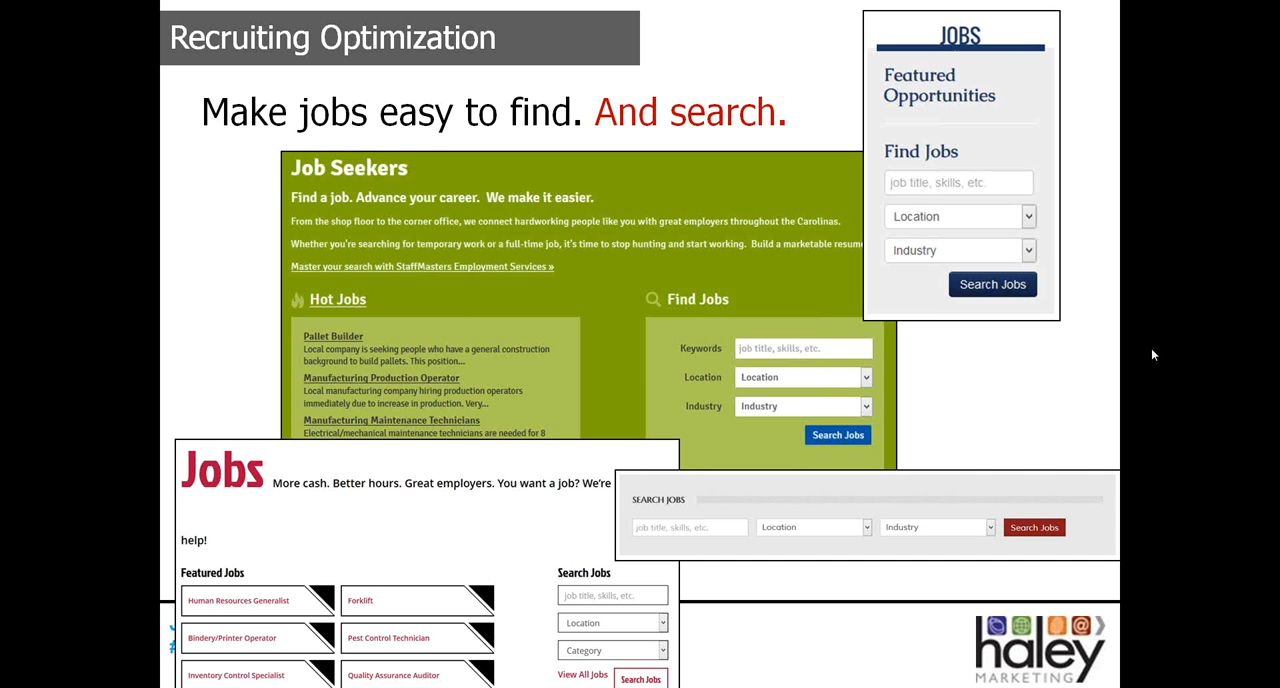 Recruiting Optimization
Make jobs easy to find. And search.
JOBS
Featured
Opportunities
Find Jobs
job title, skills, etc.
Location
Industry
Search Jobs
Job Seekers
Find a job. Advance your career. We make it easier.
From the shop floor to the corner office, we connect hardworking people like you with great employers throughout the Carolinas.
Whether you're searching for temporary work or a full-time job, it's time to stop hunting and start working. Build a marketable resume
Master your search with StaffMasters Employment Services »
Hot Jobs
Pallet Builder
Local company is seeking people who have a general construction
background to build pallets. This position...
Manufacturing Production Operator
Local manufacturing company hiring production operators
immediately due to increase in production. Very...
Manufacturing Maintenance Technicians
Electrical/mechanical maintenance technicians are needed for 8
Find Jobs
Keywords job title, skills, etc.
Location Location
Industry Industry
Search Jobs
Jobs More cash. Better hours. Great employers. You want a job? We're
help!
Featured Jobs
Human Resources Generalist Forklift
Bindery/Printer Operator Pest Control Technician
Inventory Control Specialist Quality Assurance Auditor
Search Jobs
job title, skills, etc.
Location
Category
View All Jobs Search Jobs
SEARCH JOBS
job title, skills, etc. Location Industry Search Jobs
haley
MARKETING